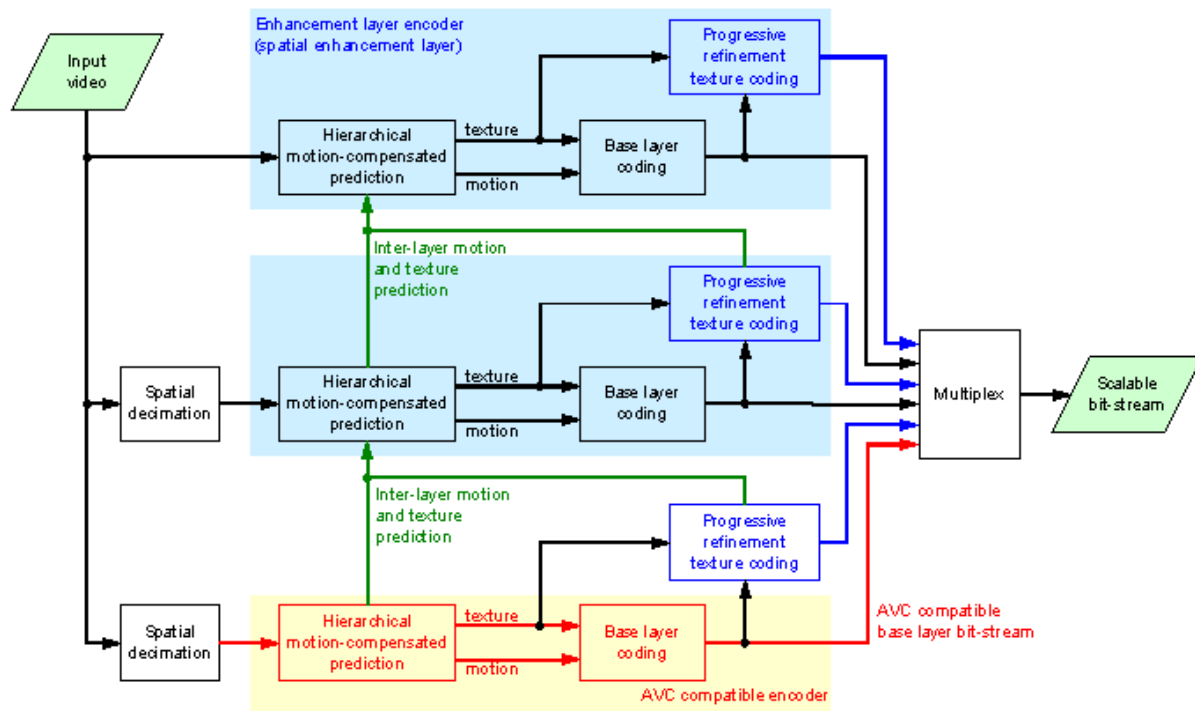 Enhancement layer encoder
(spatial enhancement layer)
Input
video
Progressive
refinement
texture coding
Hierarchical
motion-compensated
prediction
texture
motion
Base layer
coding
Inter-layer motion
and texture
prediction
Progressive
refinement
texture coding
Spatial
decimation
Hierarchical
motion-compensated
prediction
texture
motion
Base layer
coding
Multiplex
Scalable
bit-stream
Inter-layer motion
and texture
prediction
Progressive
refinement
texture coding
Spatial
decimation
Hierarchical
motion-compensated
prediction
texture
motion
Base layer
coding
AVC compatible
base layer bit-stream
AVC compatible encoder